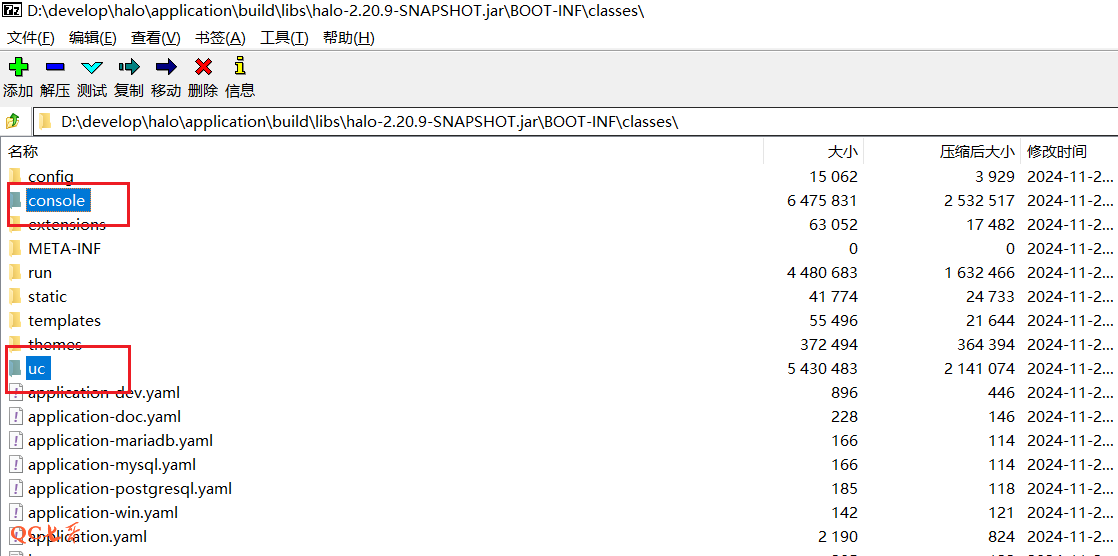 D:\develop\halo\application\build\libs\halo-2.20.9-SNAPSHOT.jar\BOOT-INF\classes\
文件(F) 编辑(E) 查看(V) 书签(A) 工具(T) 帮助(H)
添加 解压 测试 复制 移动 删除 信息
D:\develop\halo\application\build\libs\halo-2.20.9-SNAPSHOT.jar\BOOT-INF\classes\
名称 大小 压缩后大小 修改时间
config 15 062 3 929 2024-11-2...
console 6 475 831 2 532 517 2024-11-2...
extensions 63 052 17 482 2024-11-2...
META-INF 0 0 2024-11-2...
run 4 480 683 1 632 466 2024-11-2...
static 41 774 24 733 2024-11-2...
templates 55 496 21 644 2024-11-2...
themes 372 494 364 394 2024-11-2...
uc 5 430 483 2 141 074 2024-11-2...
application-dev.yaml 896 446 2024-11-2...
application-doc.yaml 228 146 2024-11-2...
application-mariadb.yaml 166 114 2024-11-2...
application-mysql.yaml 166 114 2024-11-2...
application-postgresql.yaml 185 118 2024-11-2...
application-win.yaml 142 121 2024-11-2...
application.yaml 2 190 824 2024-11-2...